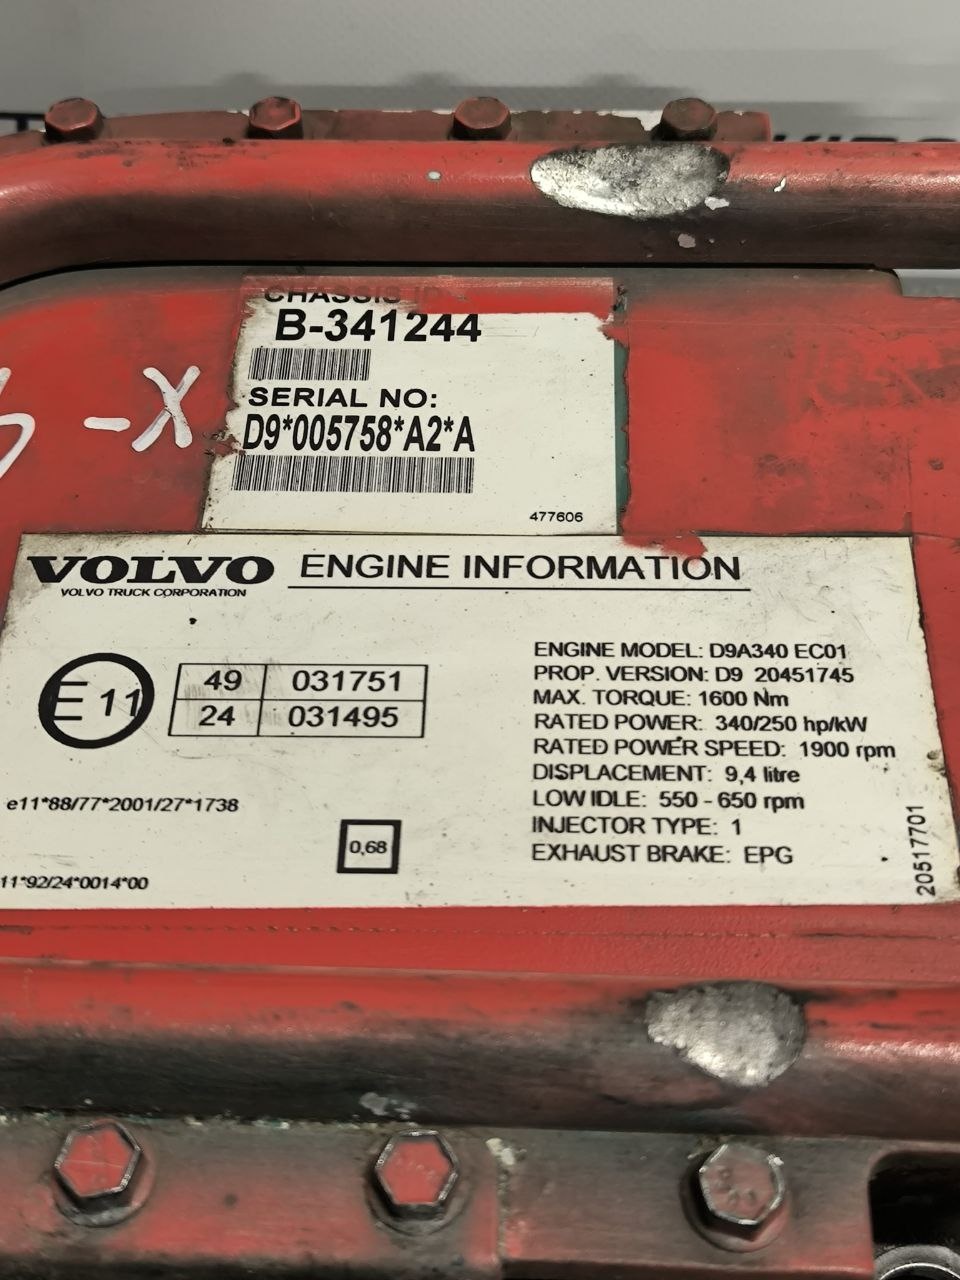 CHASSIS ID
B-341244
SERIAL NO:
D9*005758*A2*A
477606
VOLVO
VOLVO TRUCK CORPORATION
ENGINE INFORMATION
E 11
49 031751
24 031495
e11*88/77*2001/27*1738
0,68
11*92/24*0014*00
ENGINE MODEL: D9A340 EC01
PROP. VERSION: D9 20451745
MAX. TORQUE: 1600 Nm
RATED POWER: 340/250 hp/kW
RATED POWER SPEED: 1900 rpm
DISPLACEMENT: 9,4 litre
LOW IDLE: 550 - 650 rpm
INJECTOR TYPE: 1
EXHAUST BRAKE: EPG
20517701